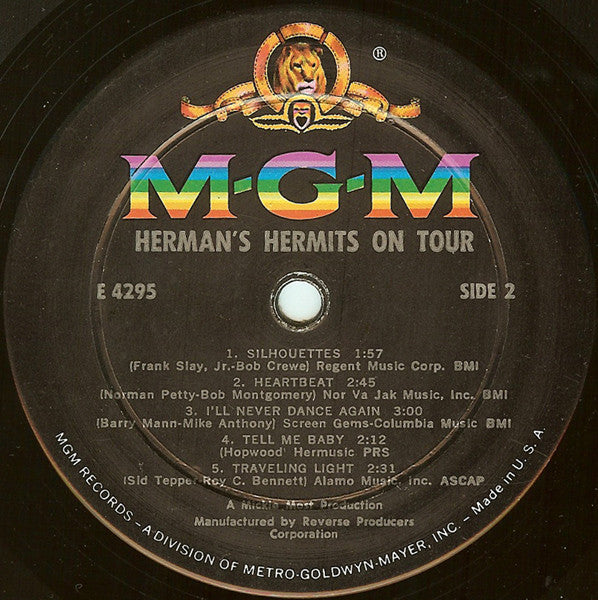 ®
M-G-M
HERMAN'S HERMITS ON TOUR
E 4295
SIDE 2
1. SILHOUETTES 1:57
(Frank Slay, Jr.-Bob Crewe) Regent Music Corp. BMI
2. HEARTBEAT 2:45
(Norman Petty-Bob Montgomery) Nor Va Jak Music, Inc. BMI
3. I'LL NEVER DANCE AGAIN 3:00
(Barry Mann-Mike Anthony) Screen Gems-Columbia Music BMI
4. TELL ME BABY 2:12
(Hopwood' Hermusic PRS
5. TRAVELING LIGHT 2:31
(Sid Tepper-Roy C. Bennett) Alamo Music, Inc. ASCAP
A Mickie Most Production
Manufactured by Reverse Producers
Corporation
MGM RECORDS – A DIVISION OF METRO-GOLDWYN-MAYER, INC. – Made in U. S. A.